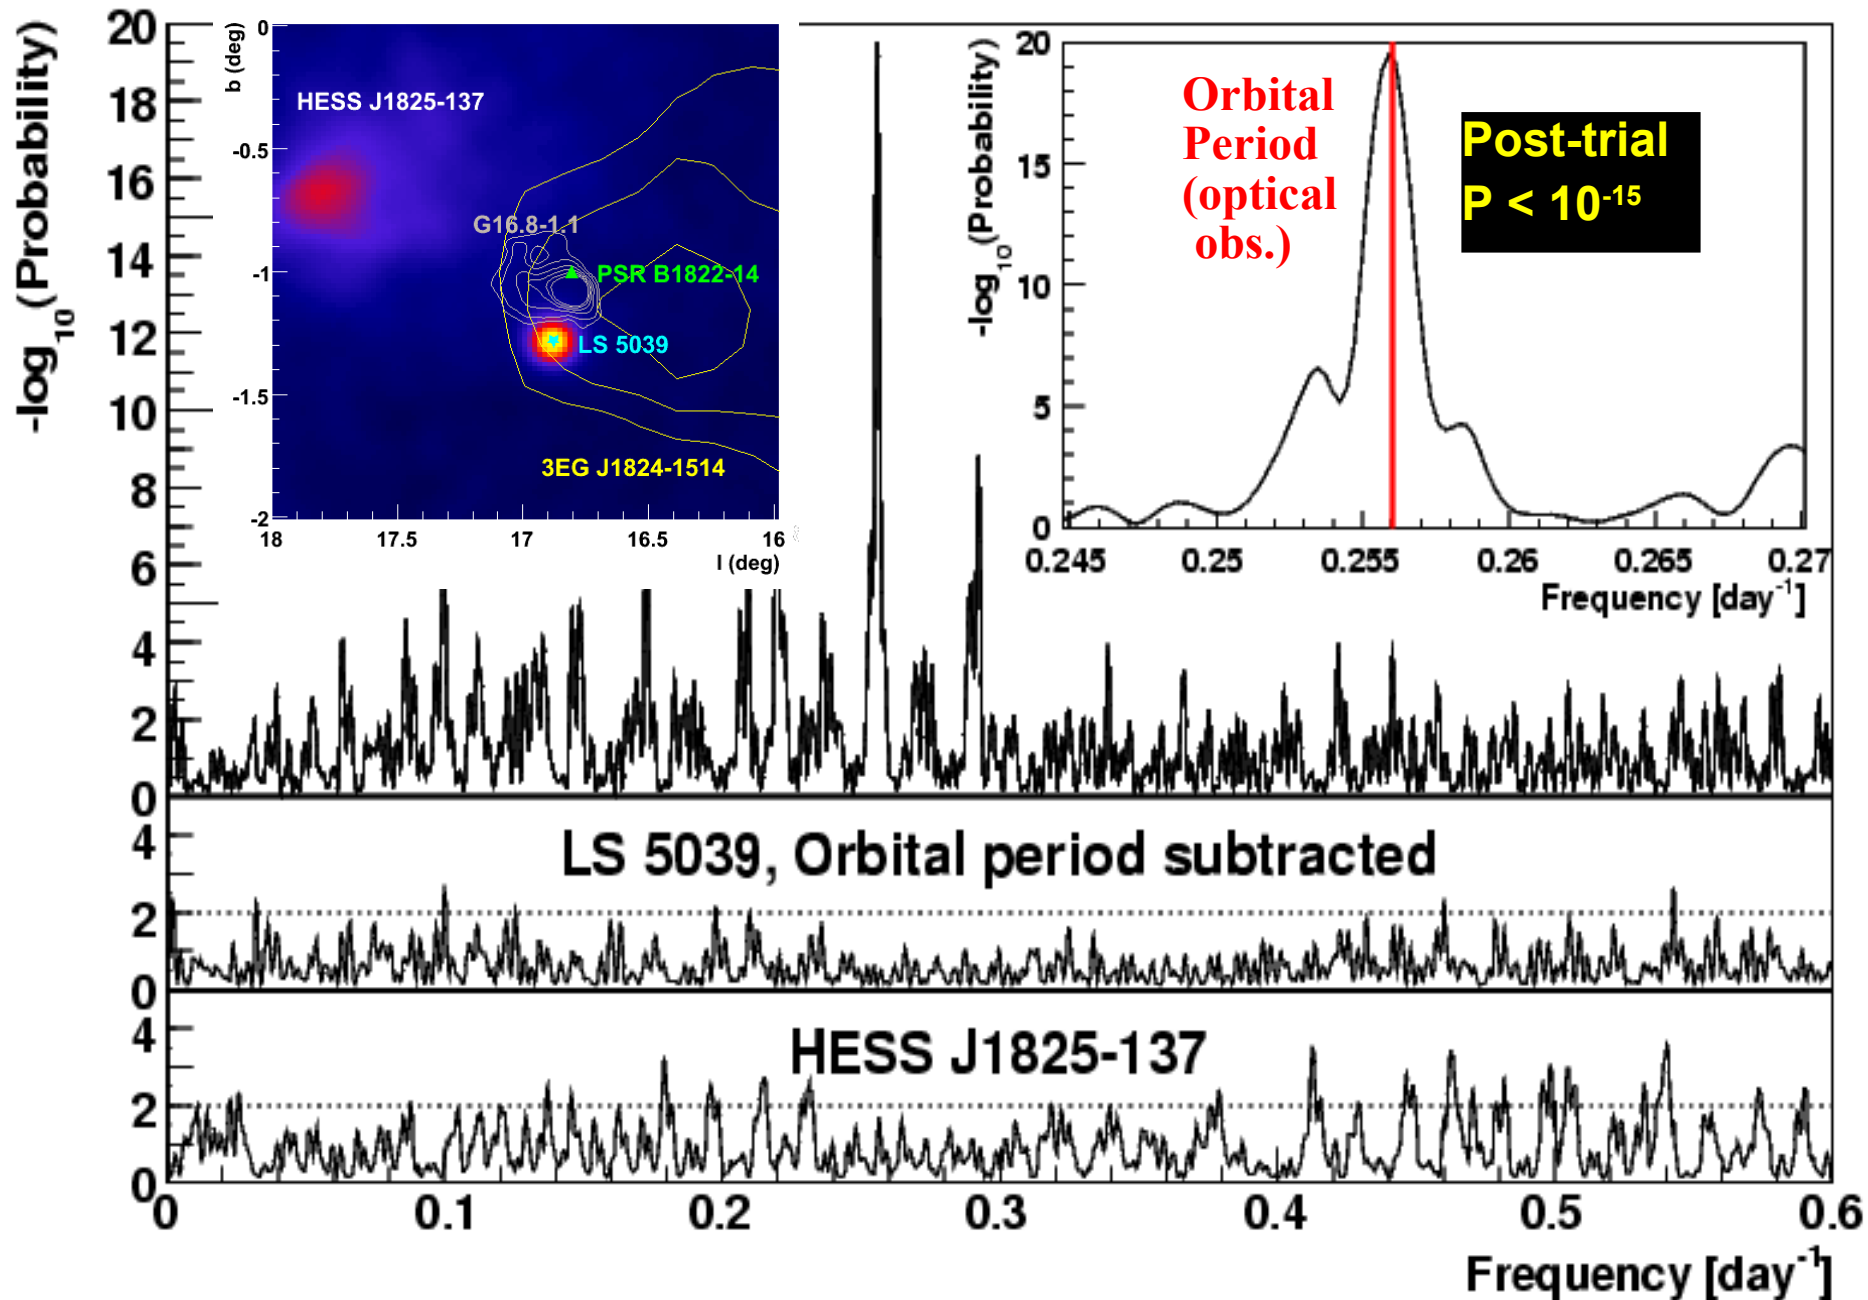 -log10(Probability)
20
18
16
14
12
10
8
6
4
2
0
b (deg)
0
-0.5
-1
-1.5
-2
HESS J1825-137
G16.8-1.1
PSR B1822-14
LS 5039
3EG J1824-1514
18
17.5
17
16.5
16
l (deg)
-log10(Probability)
20
15
10
5
0
Orbital
Period
(optical
obs.)
Post-trial
P < 10-15
0.245
0.25
0.255
0.26
0.265
0.27
Frequency [day-1]
4
2
0
LS 5039, Orbital period subtracted
4
2
0
HESS J1825-137
0
0.1
0.2
0.3
0.4
0.5
0.6
Frequency [day-1]